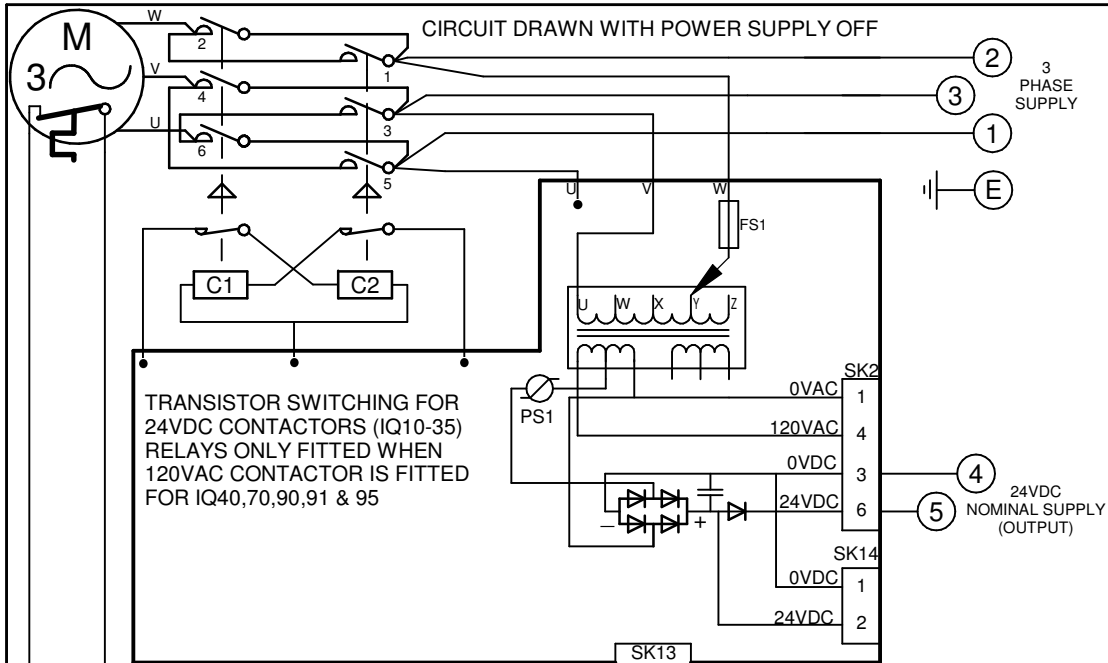 CIRCUIT DRAWN WITH POWER SUPPLY OFF
M
3
W
V
U
2
4
6
1
3
5
2
3
1
E
3
PHASE
SUPPLY
C1
C2
U
V
W
FS1
U W X Y Z
PS1
TRANSISTOR SWITCHING FOR
24VDC CONTACTORS (IQ10-35)
RELAYS ONLY FITTED WHEN
120VAC CONTACTOR IS FITTED
FOR IQ40,70,90,91 & 95
SK2
0VAC 1
120VAC 4
0VDC 3
24VDC 6
4
5
24VDC
NOMINAL SUPPLY
(OUTPUT)
– +
SK14
0VDC 1
24VDC 2
SK13